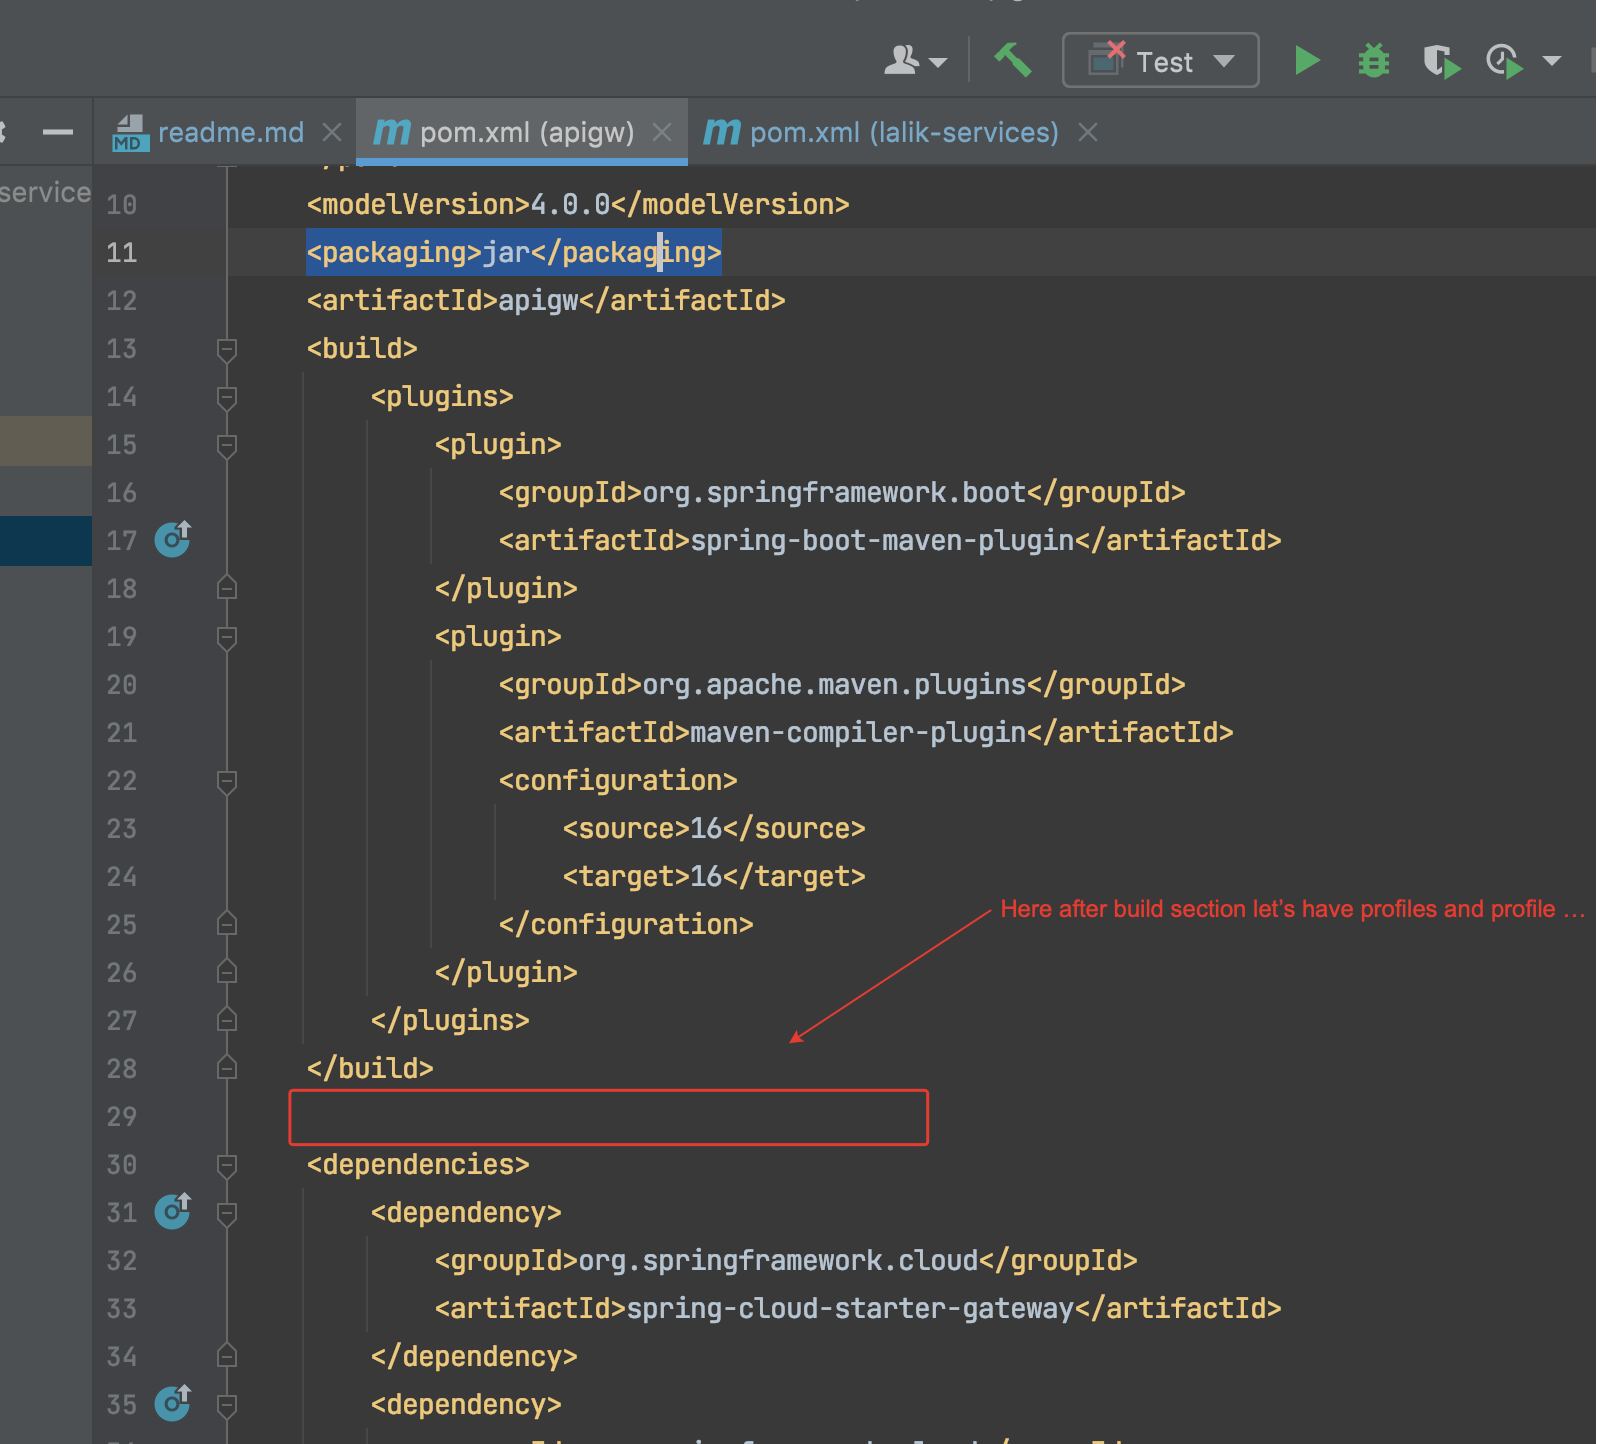 Test
readme.md
pom.xml (apigw)
pom.xml (lalik-services)
MD
service
10 <modelVersion>4.0.0</modelVersion>
11 <packaging>jar</packaging>
12 <artifactId>apigw</artifactId>
13 <build>
14 <plugins>
15 <plugin>
16 <groupId>org.springframework.boot</groupId>
17 <artifactId>spring-boot-maven-plugin</artifactId>
18 </plugin>
19 <plugin>
20 <groupId>org.apache.maven.plugins</groupId>
21 <artifactId>maven-compiler-plugin</artifactId>
22 <configuration>
23 <source>16</source>
24 <target>16</target>
Here after build section let’s have profiles and profile …
25 </configuration>
26 </plugin>
27 </plugins>
28 </build>
29
30 <dependencies>
31 <dependency>
32 <groupId>org.springframework.cloud</groupId>
33 <artifactId>spring-cloud-starter-gateway</artifactId>
34 </dependency>
35 <dependency>